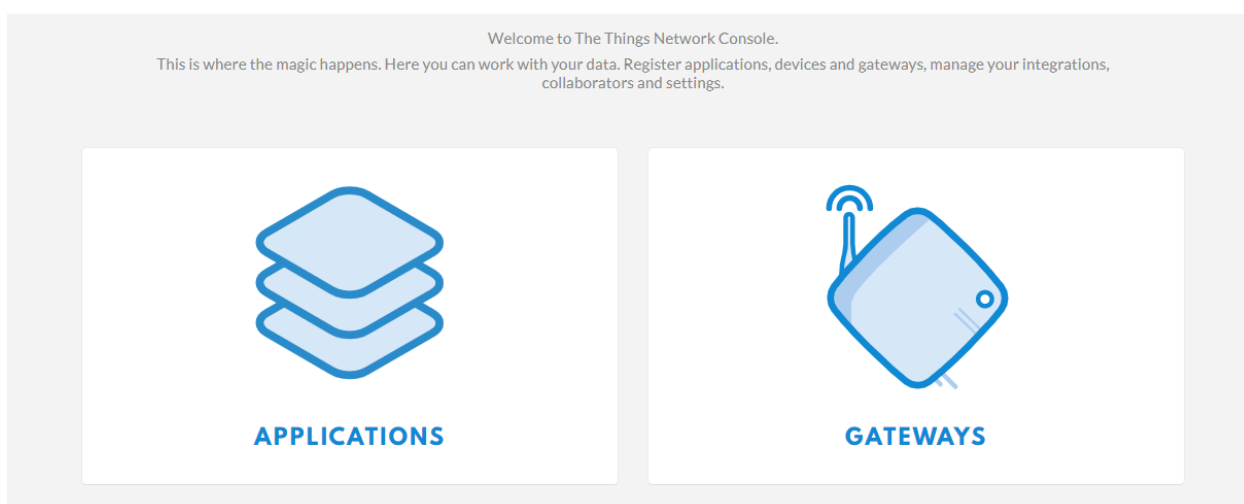 Welcome to The Things Network Console.
This is where the magic happens. Here you can work with your data. Register applications, devices and gateways, manage your integrations,
collaborators and settings.
APPLICATIONS
GATEWAYS